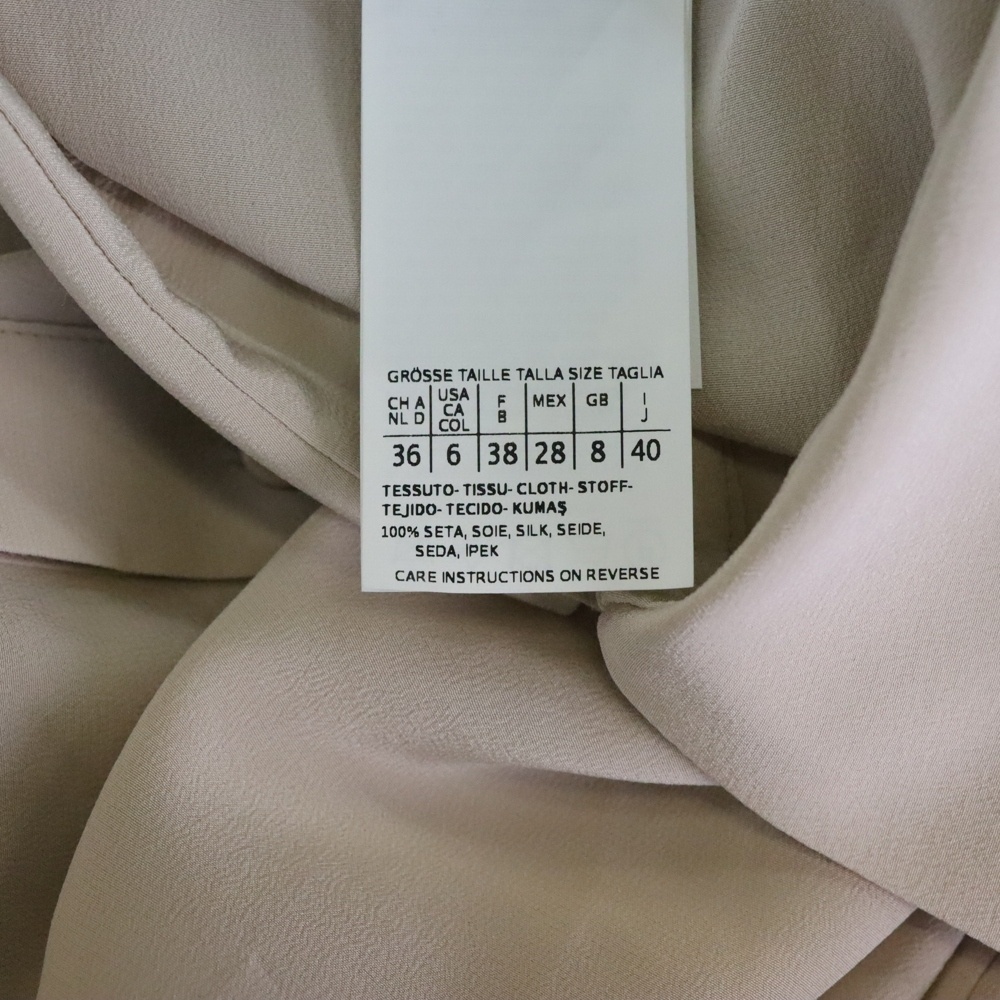 GRÖSSE TAILLE TALLA SIZE TAGLIA
CH A NL D USA CA COL F B MEX GB I J
36 6 38 28 8 40
TESSUTO- TISSU- CLOTH- STOFF-
TEJIDO- TECIDO- KUMAŞ
100% SETA, SOIE, SILK, SEIDE,
SEDA, İPEK
CARE INSTRUCTIONS ON REVERSE